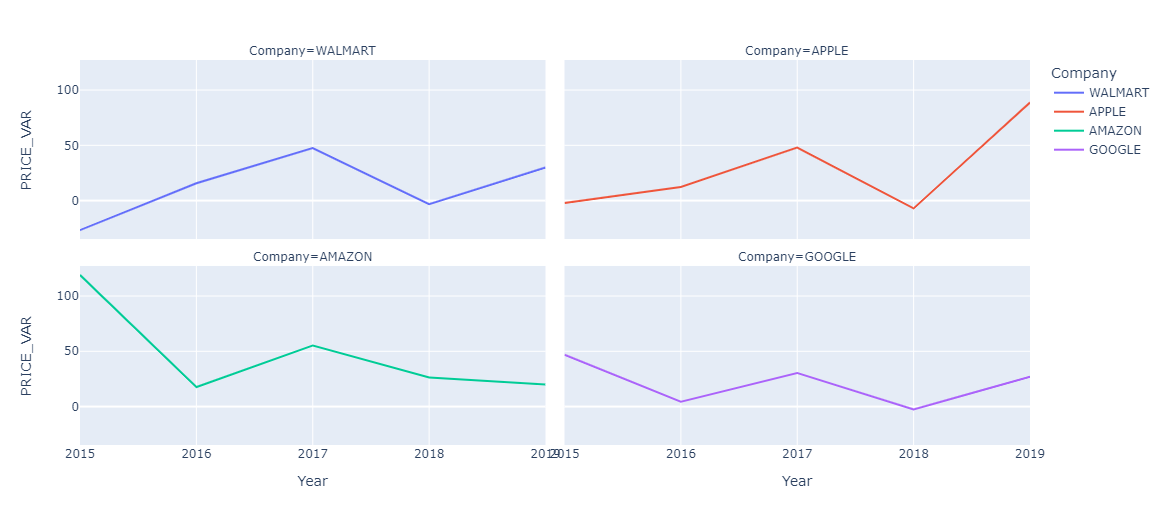 Company=WALMART
Company=APPLE
Company
WALMART
APPLE
AMAZON
GOOGLE
PRICE_VAR
100
50
0
Company=AMAZON
Company=GOOGLE
PRICE_VAR
100
50
0
2015 2016 2017 2018 2019
2015 2016 2017 2018 2019
Year
Year